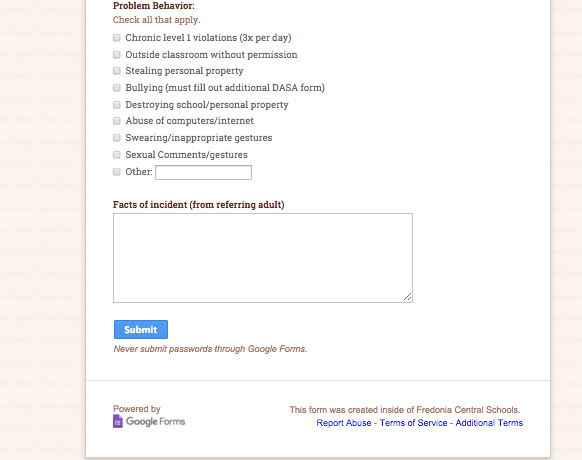 Problem Behavior:
Check all that apply.
Chronic level 1 violations (3x per day)
Outside classroom without permission
Stealing personal property
Bullying (must fill out additional DASA form)
Destroying school/personal property
Abuse of computers/internet
Swearing/inappropriate gestures
Sexual Comments/gestures
Other:
Facts of incident (from referring adult)
Submit
Never submit passwords through Google Forms.
Powered by
Google Forms
This form was created inside of Fredonia Central Schools.
Report Abuse - Terms of Service - Additional Terms